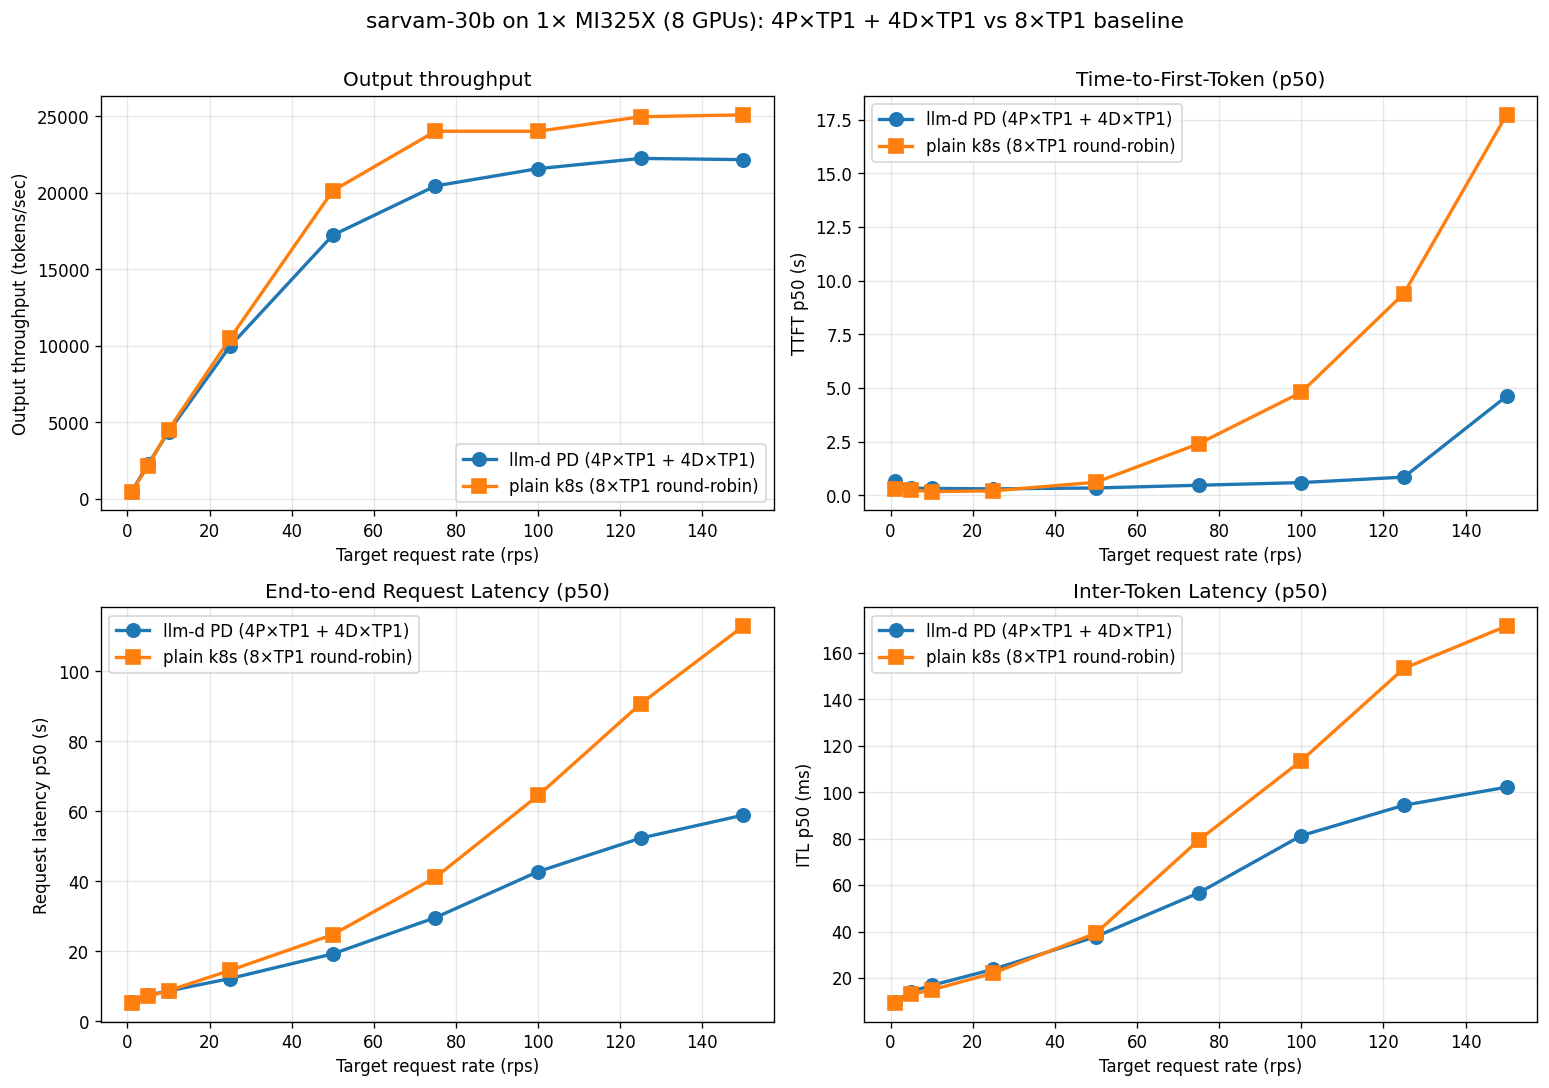 sarvam-30b on 1× MI325X (8 GPUs): 4P×TP1 + 4D×TP1 vs 8×TP1 baseline
Output throughput
Output throughput (tokens/sec)
25000
20000
15000
10000
5000
0
llm-d PD (4P×TP1 + 4D×TP1)
plain k8s (8×TP1 round-robin)
0 20 40 60 80 100 120 140
Target request rate (rps)
Time-to-First-Token (p50)
TTFT p50 (s)
17.5
15.0
12.5
10.0
7.5
5.0
2.5
0.0
llm-d PD (4P×TP1 + 4D×TP1)
plain k8s (8×TP1 round-robin)
0 20 40 60 80 100 120 140
Target request rate (rps)
End-to-end Request Latency (p50)
Request latency p50 (s)
100
80
60
40
20
0
llm-d PD (4P×TP1 + 4D×TP1)
plain k8s (8×TP1 round-robin)
0 20 40 60 80 100 120 140
Target request rate (rps)
Inter-Token Latency (p50)
ITL p50 (ms)
160
140
120
100
80
60
40
20
llm-d PD (4P×TP1 + 4D×TP1)
plain k8s (8×TP1 round-robin)
0 20 40 60 80 100 120 140
Target request rate (rps)